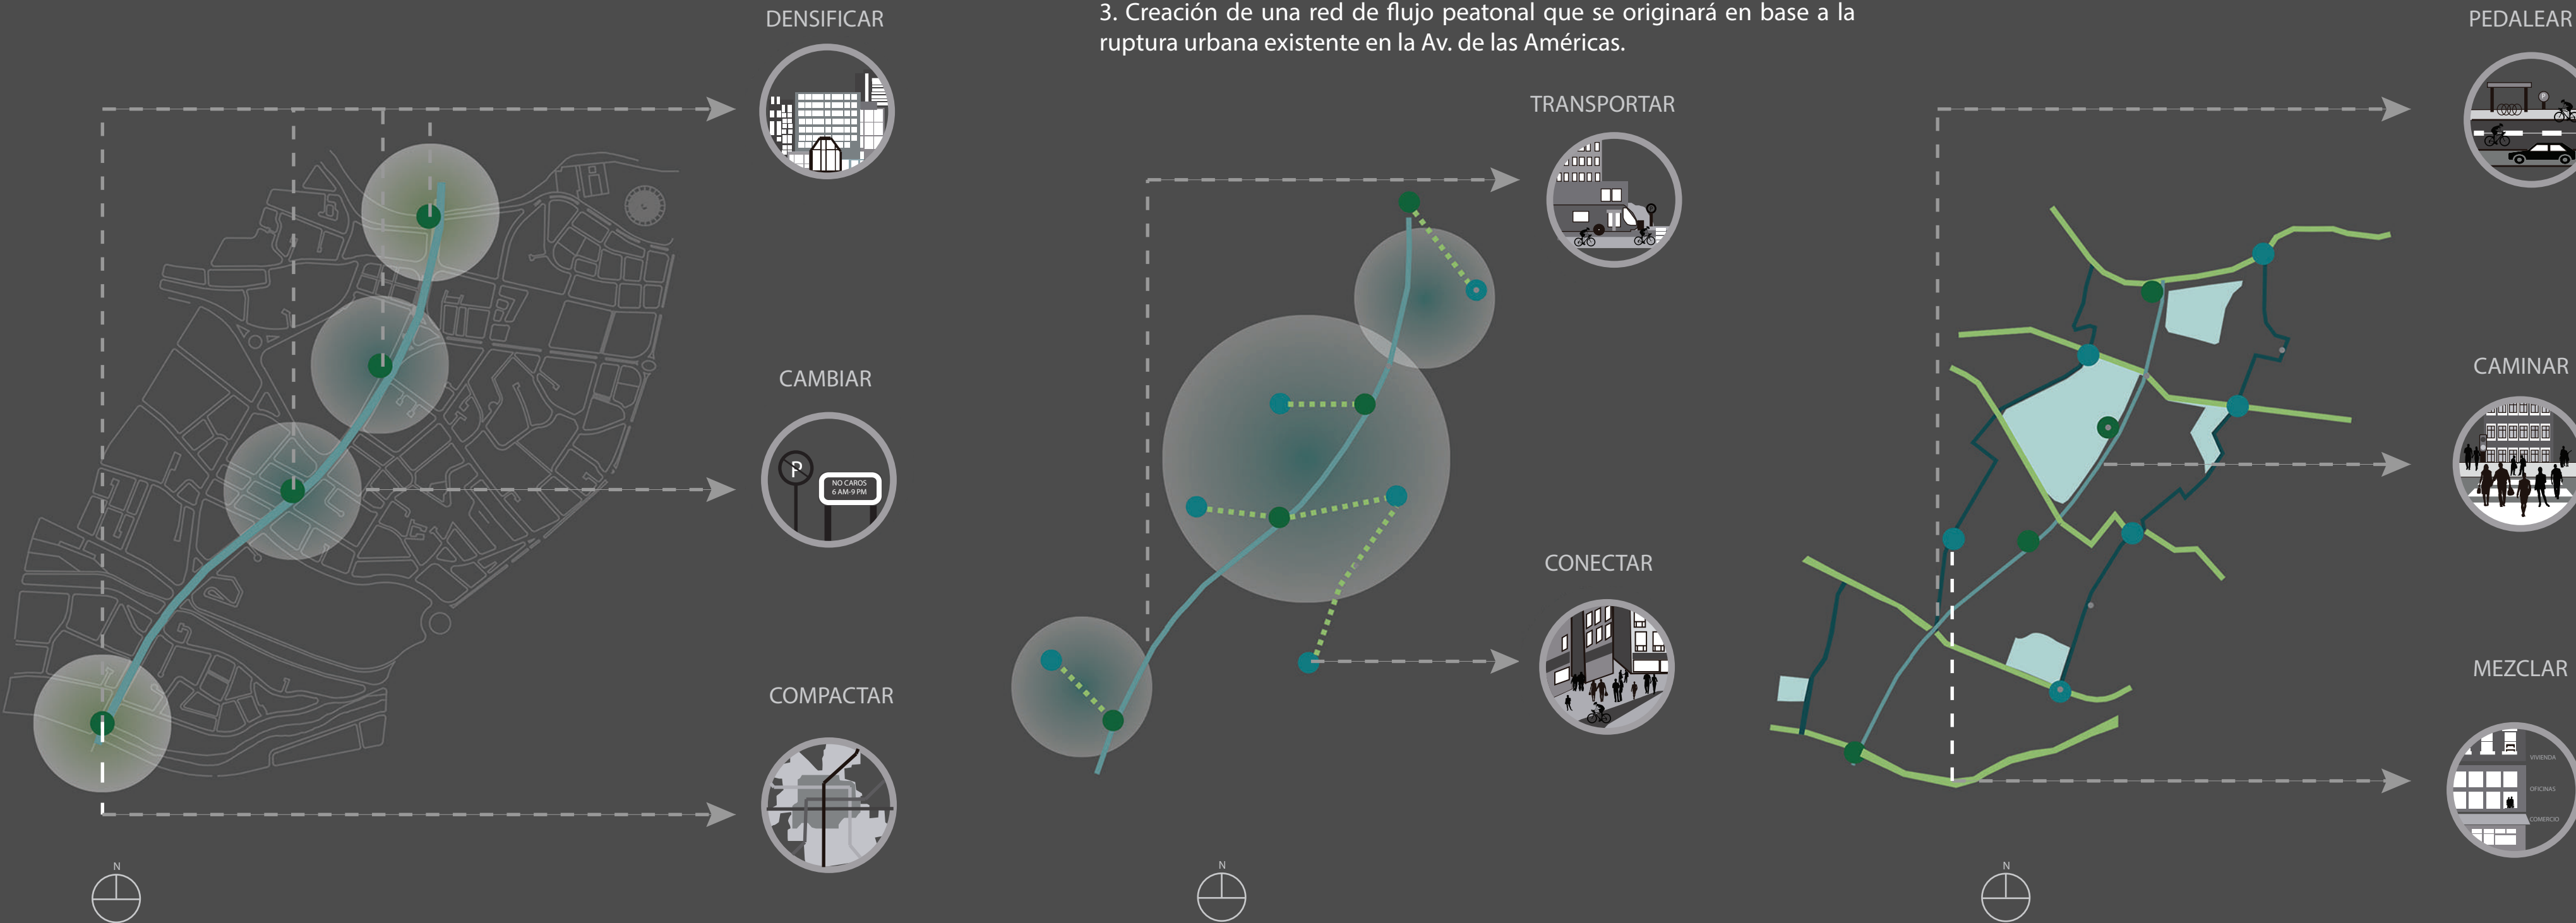 DENSIFICAR
CAMBIAR
P
NO CAROS
6 AM-9 PM
COMPACTAR
N
3. Creación de una red de flujo peatonal que se originará en base a la
ruptura urbana existente en la Av. de las Américas.
TRANSPORTAR
CONECTAR
N
PEDALEAR
P
CAMINAR
MEZCLAR
VIVIENDA
OFICINAS
COMERCIO
N